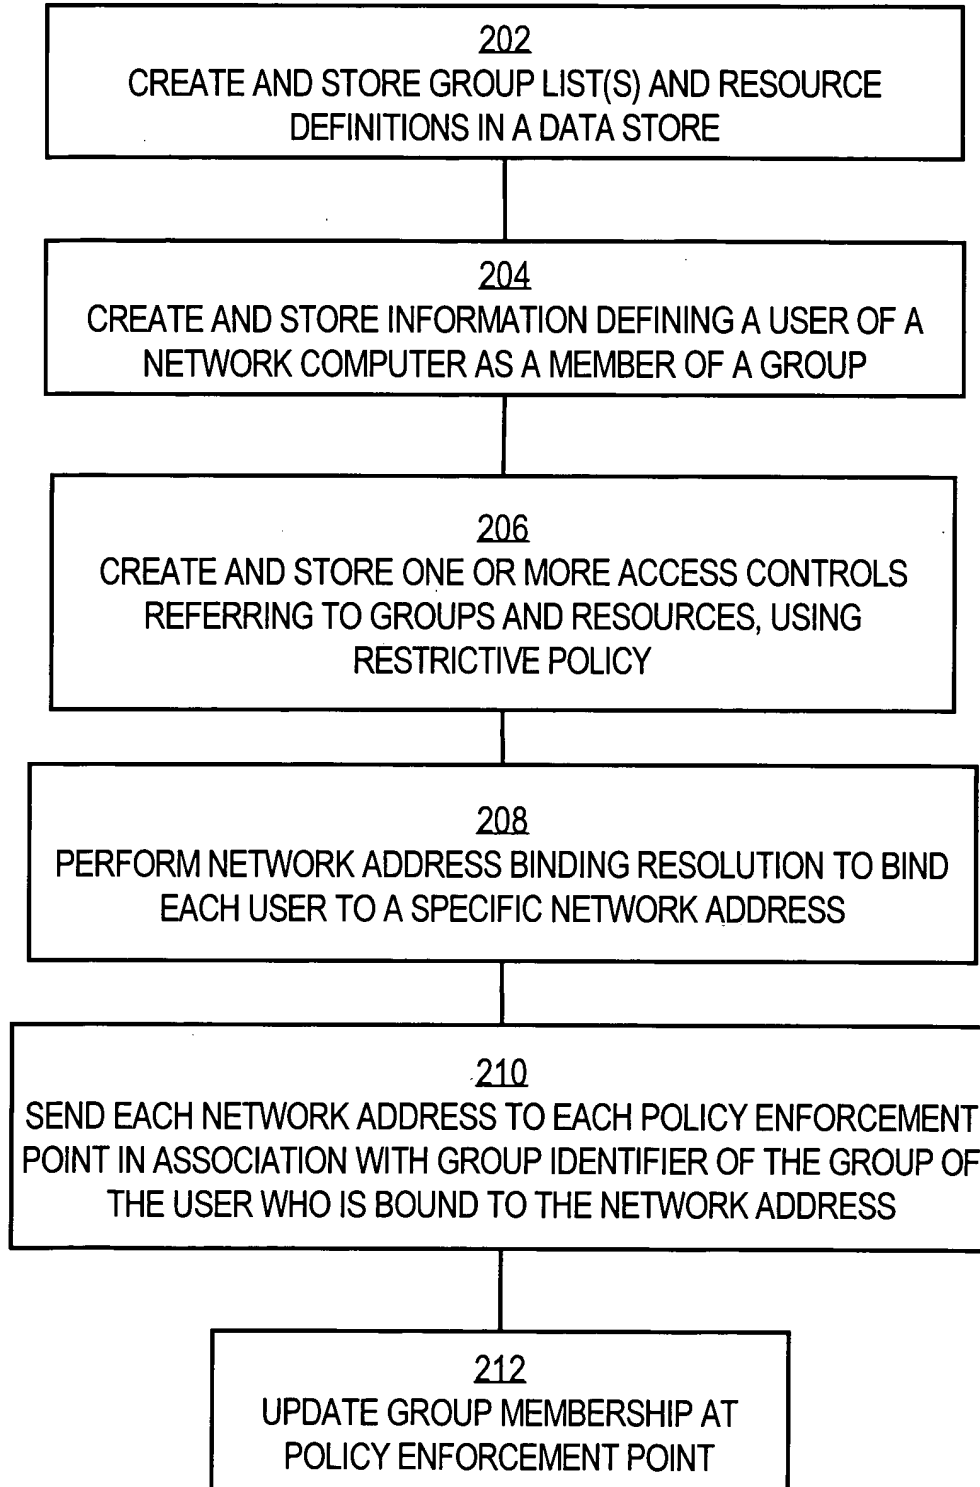 202
CREATE AND STORE GROUP LIST(S) AND RESOURCE
DEFINITIONS IN A DATA STORE
204
CREATE AND STORE INFORMATION DEFINING A USER OF A
NETWORK COMPUTER AS A MEMBER OF A GROUP
206
CREATE AND STORE ONE OR MORE ACCESS CONTROLS
REFERRING TO GROUPS AND RESOURCES, USING
RESTRICTIVE POLICY
208
PERFORM NETWORK ADDRESS BINDING RESOLUTION TO BIND
EACH USER TO A SPECIFIC NETWORK ADDRESS
210
SEND EACH NETWORK ADDRESS TO EACH POLICY ENFORCEMENT
POINT IN ASSOCIATION WITH GROUP IDENTIFIER OF THE GROUP OF
THE USER WHO IS BOUND TO THE NETWORK ADDRESS
212
UPDATE GROUP MEMBERSHIP AT
POLICY ENFORCEMENT POINT